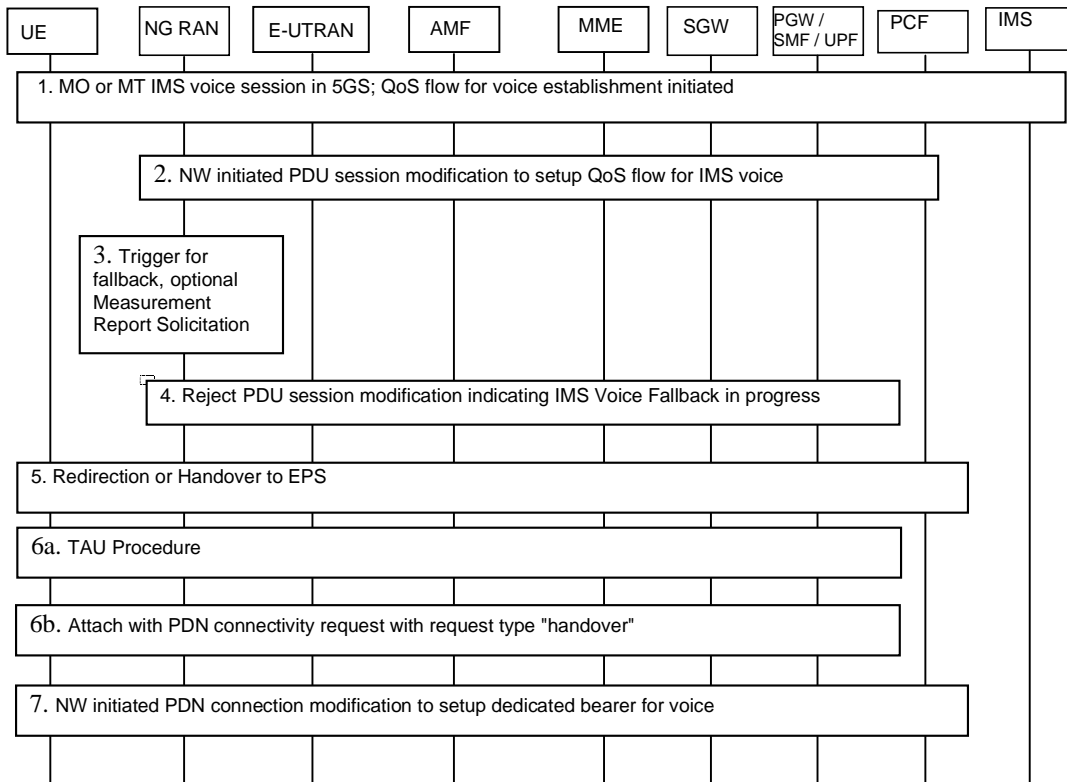 UE
NG RAN
E-UTRAN
AMF
MME
SGW
PGW /
SMF / UPF
PCF
IMS
1. MO or MT IMS voice session in 5GS; QoS flow for voice establishment initiated
2. NW initiated PDU session modification to setup QoS flow for IMS voice
3. Trigger for
fallback, optional
Measurement
Report Solicitation
4. Reject PDU session modification indicating IMS Voice Fallback in progress
5. Redirection or Handover to EPS
6a. TAU Procedure
6b. Attach with PDN connectivity request with request type "handover"
7. NW initiated PDN connection modification to setup dedicated bearer for voice